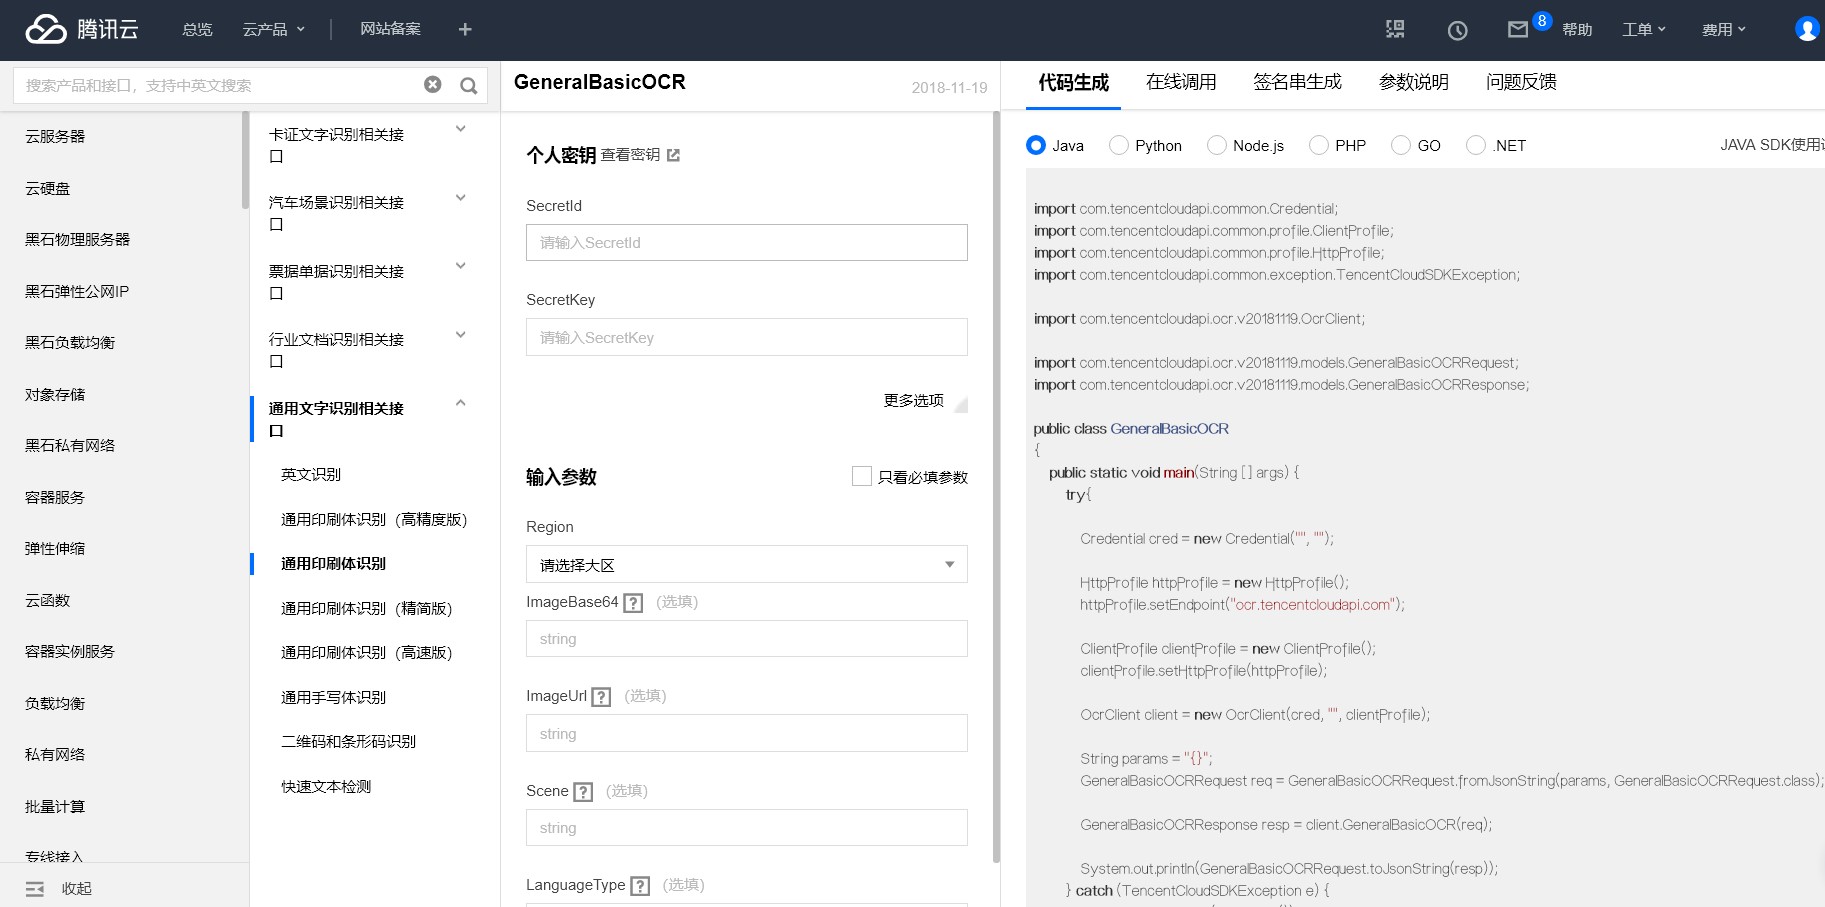 腾讯云
总览
云产品
网站备案
+
8
帮助
工单
费用
搜索产品和接口，支持中英文搜索
云服务器
云硬盘
黑石物理服务器
黑石弹性公网IP
黑石负载均衡
对象存储
黑石私有网络
容器服务
弹性伸缩
云函数
容器实例服务
负载均衡
私有网络
批量计算
专线接入
收起
卡证文字识别相关接
口
汽车场景识别相关接
口
票据单据识别相关接
口
行业文档识别相关接
口
通用文字识别相关接
口
英文识别
通用印刷体识别（高精度版）
通用印刷体识别
通用印刷体识别（精简版）
通用印刷体识别（高速版）
通用手写体识别
二维码和条形码识别
快速文本检测
GeneralBasicOCR
2018-11-19
个人密钥 查看密钥
SecretId
请输入SecretId
SecretKey
请输入SecretKey
更多选项
输入参数
只看必填参数
Region
请选择大区
ImageBase64 ? (选填)
string
ImageUrl ? (选填)
string
Scene ? (选填)
string
LanguageType ? (选填)
代码生成
在线调用
签名串生成
参数说明
问题反馈
Java
Python
Node.js
PHP
GO
.NET
JAVA SDK使用
import com.tencentcloudapi.common.Credential;
import com.tencentcloudapi.common.profile.ClientProfile;
import com.tencentcloudapi.common.profile.HttpProfile;
import com.tencentcloudapi.common.exception.TencentCloudSDKException;
import com.tencentcloudapi.ocr.v20181119.OcrClient;
import com.tencentcloudapi.ocr.v20181119.models.GeneralBasicOCRRequest;
import com.tencentcloudapi.ocr.v20181119.models.GeneralBasicOCRResponse;
public class GeneralBasicOCR
{
public static void main(String [] args) {
try{
Credential cred = new Credential("", "");
HttpProfile httpProfile = new HttpProfile();
httpProfile.setEndpoint("ocr.tencentcloudapi.com");
ClientProfile clientProfile = new ClientProfile();
clientProfile.setHttpProfile(httpProfile);
OcrClient client = new OcrClient(cred, "", clientProfile);
String params = "{}";
GeneralBasicOCRRequest req = GeneralBasicOCRRequest.fromJsonString(params, GeneralBasicOCRRequest.class);
GeneralBasicOCRResponse resp = client.GeneralBasicOCR(req);
System.out.println(GeneralBasicOCRRequest.toJsonString(resp));
} catch (TencentCloudSDKException e) {